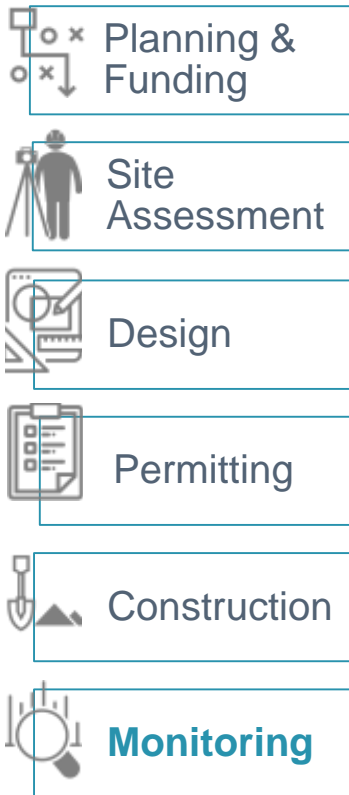 Planning &
Funding
Site
Assessment
Design
Permitting
Construction
Monitoring